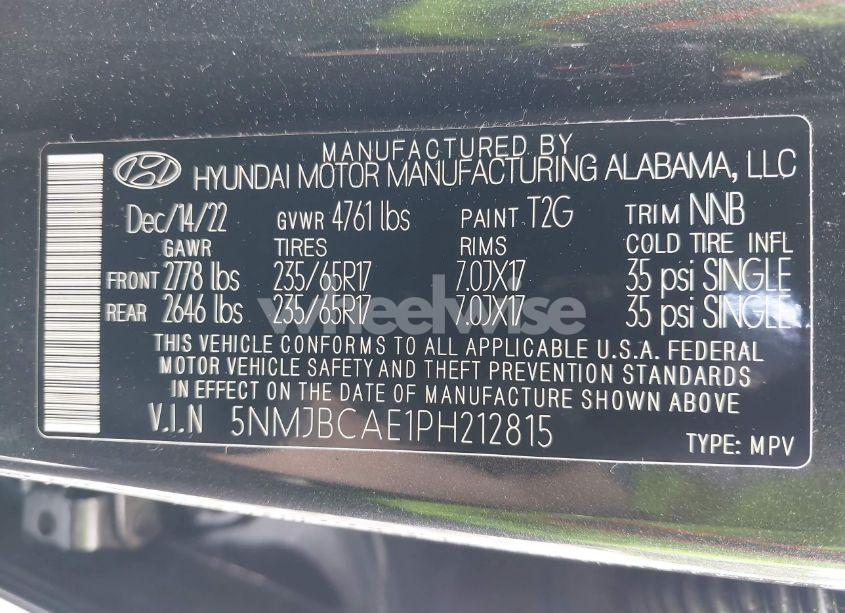 MANUFACTURED BY
HYUNDAI MOTOR MANUFACTURING ALABAMA, LLC
Dec/14/22 GVWR 4761 lbs PAINT T2G TRIM NNB
GAWR TIRES RIMS COLD TIRE INFL
FRONT 2778 lbs 235/65R17 7.0JX17 35 psi SINGLE
REAR 2646 lbs 235/65R17 7.0JX17 35 psi SINGLE
wheelwise
THIS VEHICLE CONFORMS TO ALL APPLICABLE U.S.A. FEDERAL
MOTOR VEHICLE SAFETY AND THEFT PREVENTION STANDARDS
IN EFFECT ON THE DATE OF MANUFACTURE SHOWN ABOVE
V.I.N 5NMJBCAE1PH212815
TYPE: MPV